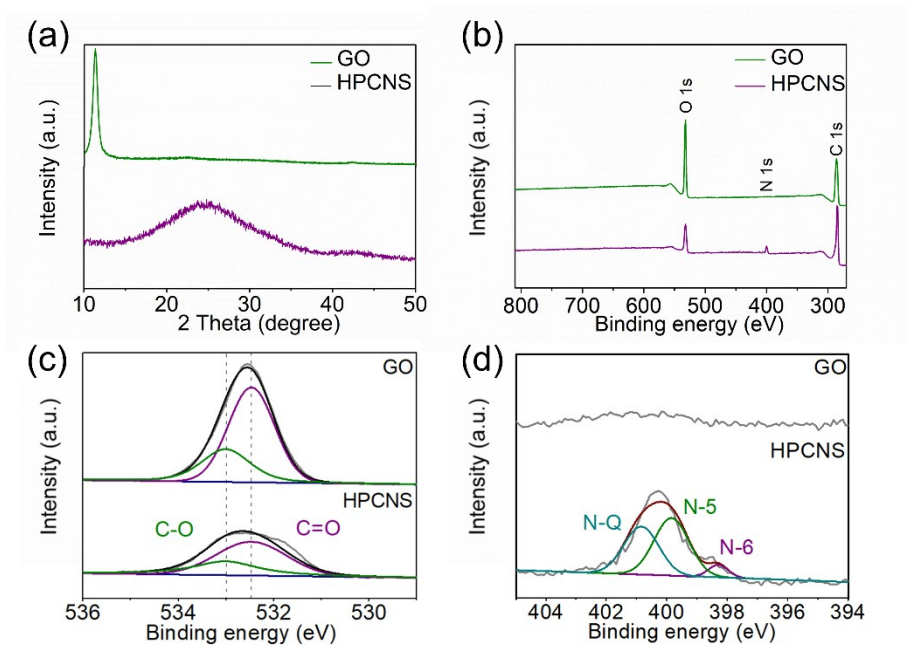 (a)
GO
HPCNS
Intensity (a.u.)
10 20 30 40 50
2 Theta (degree)
(b)
GO
HPCNS
O 1s
N 1s
C 1s
Intensity (a.u.)
800 700 600 500 400 300
Binding energy (eV)
(c)
GO
HPCNS
C-O
C=O
Intensity (a.u.)
536 534 532 530
Binding energy (eV)
(d)
GO
HPCNS
N-Q
N-5
N-6
Intensity (a.u.)
404 402 400 398 396 394
Binding energy (eV)